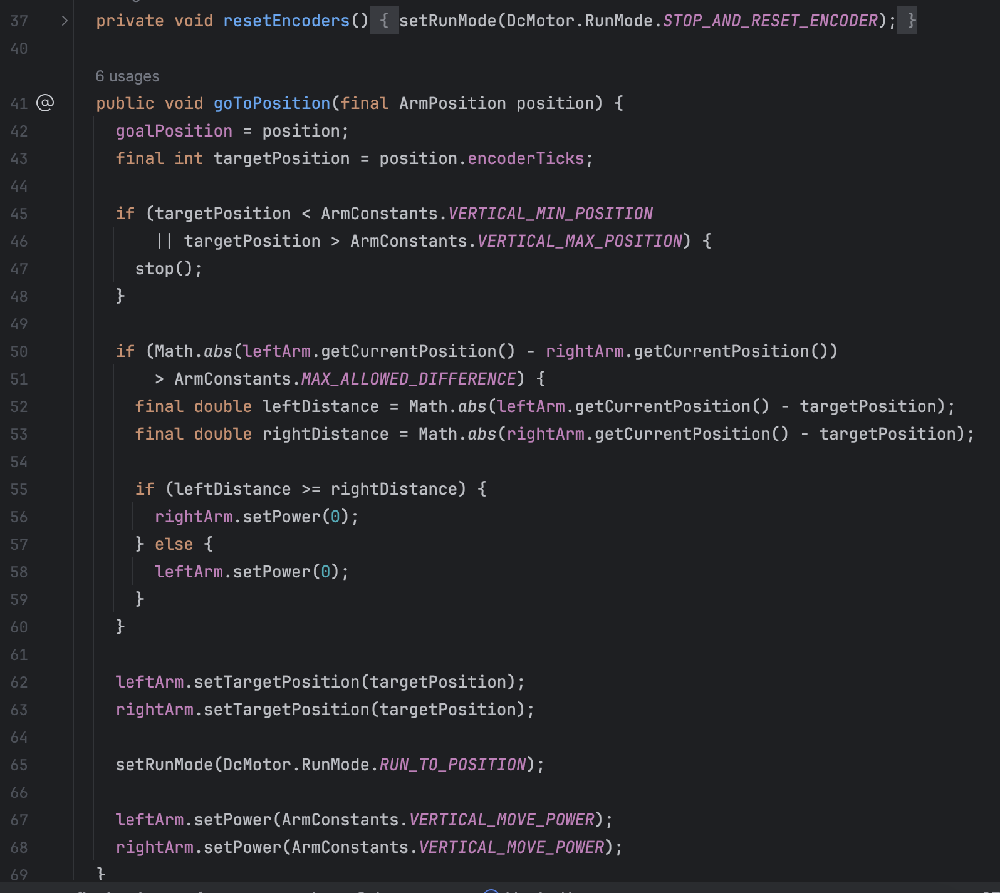 37 > private void resetEncoders() { setRunMode(DcMotor.RunMode.STOP_AND_RESET_ENCODER); }
40
6 usages
41 @ public void goToPosition(final ArmPosition position) {
42 goalPosition = position;
43 final int targetPosition = position.encoderTicks;
44
45 if (targetPosition < ArmConstants.VERTICAL_MIN_POSITION
46 || targetPosition > ArmConstants.VERTICAL_MAX_POSITION) {
47 stop();
48 }
49
50 if (Math.abs(leftArm.getCurrentPosition() - rightArm.getCurrentPosition())
51 > ArmConstants.MAX_ALLOWED_DIFFERENCE) {
52 final double leftDistance = Math.abs(leftArm.getCurrentPosition() - targetPosition);
53 final double rightDistance = Math.abs(rightArm.getCurrentPosition() - targetPosition);
54
55 if (leftDistance >= rightDistance) {
56 rightArm.setPower(0);
57 } else {
58 leftArm.setPower(0);
59 }
60 }
61
62 leftArm.setTargetPosition(targetPosition);
63 rightArm.setTargetPosition(targetPosition);
64
65 setRunMode(DcMotor.RunMode.RUN_TO_POSITION);
66
67 leftArm.setPower(ArmConstants.VERTICAL_MOVE_POWER);
68 rightArm.setPower(ArmConstants.VERTICAL_MOVE_POWER);
69 }